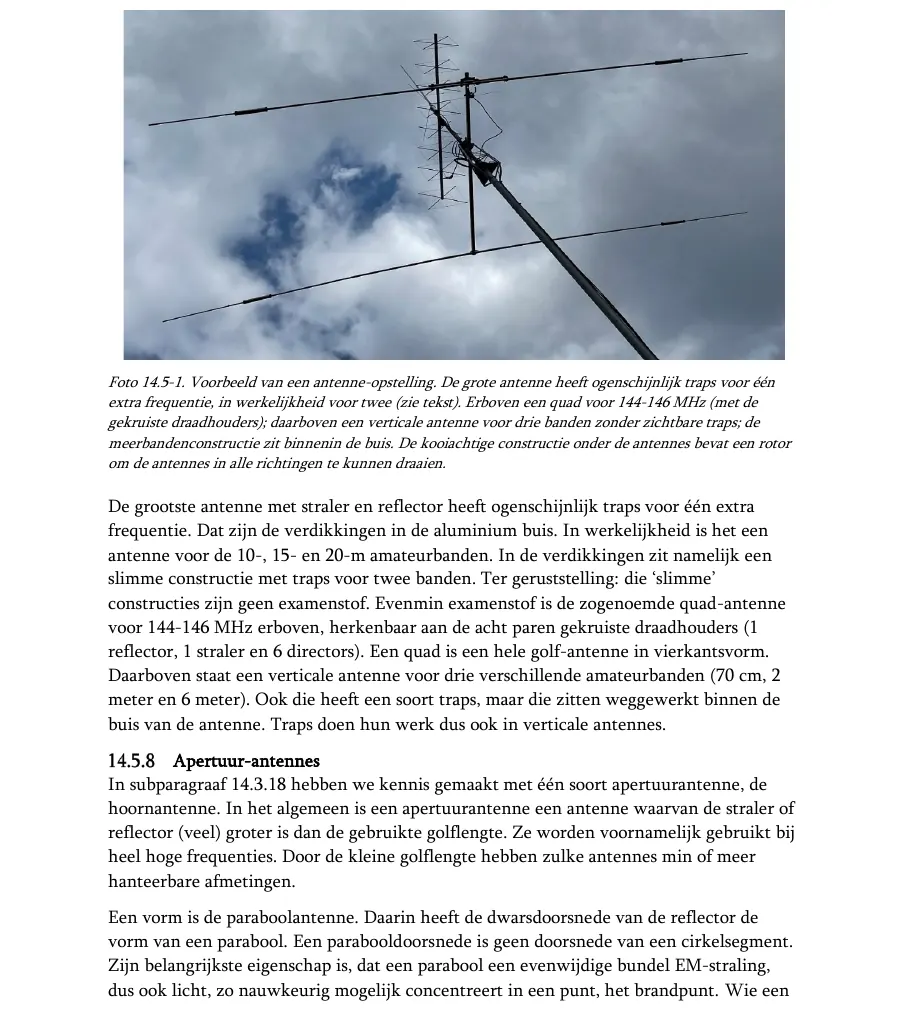 Foto 14.5-1. Voorbeeld van een antenne-opstelling. De grote antenne heeft ogenschijnlijk traps voor één
extra frequentie, in werkelijkheid voor twee (zie tekst). Erboven een quad voor 144-146 MHz (met de
gekruiste draadhouders); daarboven een verticale antenne voor drie banden zonder zichtbare traps; de
meerbandenconstructie zit binnenin de buis. De kooiachtige constructie onder de antennes bevat een rotor
om de antennes in alle richtingen te kunnen draaien.
De grootste antenne met straler en reflector heeft ogenschijnlijk traps voor één extra
frequentie. Dat zijn de verdikkingen in de aluminium buis. In werkelijkheid is het een
antenne voor de 10-, 15- en 20-m amateurbanden. In de verdikkingen zit namelijk een
slimme constructie met traps voor twee banden. Ter geruststelling: die ‘slimme’
constructies zijn geen examenstof. Evenmin examenstof is de zogenoemde quad-antenne
voor 144-146 MHz erboven, herkenbaar aan de acht paren gekruiste draadhouders (1
reflector, 1 straler en 6 directors). Een quad is een hele golf-antenne in vierkantsvorm.
Daarboven staat een verticale antenne voor drie verschillende amateurbanden (70 cm, 2
meter en 6 meter). Ook die heeft een soort traps, maar die zitten weggewerkt binnen de
buis van de antenne. Traps doen hun werk dus ook in verticale antennes.
14.5.8 Apertuur-antennes
In subparagraaf 14.3.18 hebben we kennis gemaakt met één soort apertuurantenne, de
hoornantenne. In het algemeen is een apertuurantenne een antenne waarvan de straler of
reflector (veel) groter is dan de gebruikte golflengte. Ze worden voornamelijk gebruikt bij
heel hoge frequenties. Door de kleine golflengte hebben zulke antennes min of meer
hanteerbare afmetingen.
Een vorm is de paraboolantenne. Daarin heeft de dwarsdoorsnede van de reflector de
vorm van een parabool. Een parabooldoorsnede is geen doorsnede van een cirkelsegment.
Zijn belangrijkste eigenschap is, dat een parabool een evenwijdige bundel EM-straling,
dus ook licht, zo nauwkeurig mogelijk concentreert in een punt, het brandpunt. Wie een